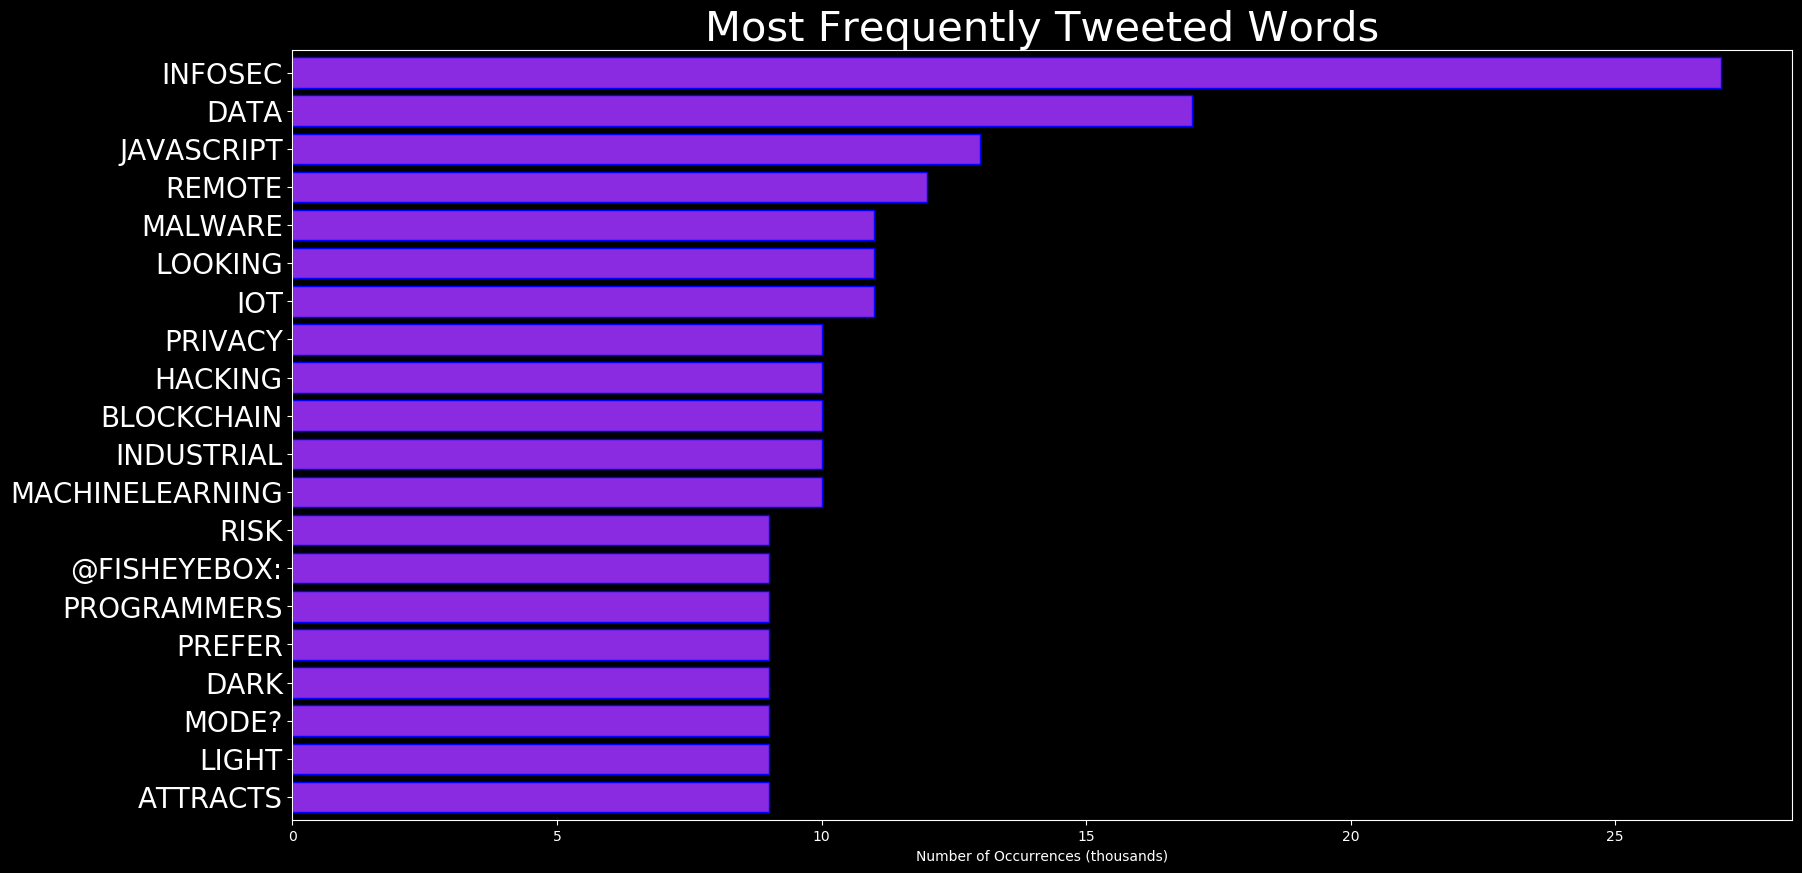 Most Frequently Tweeted Words
INFOSEC
DATA
JAVASCRIPT
REMOTE
MALWARE
LOOKING
IOT
PRIVACY
HACKING
BLOCKCHAIN
INDUSTRIAL
MACHINELEARNING
RISK
@FISHEYEBOX:
PROGRAMMERS
PREFER
DARK
MODE?
LIGHT
ATTRACTS
0 5 10 15 20 25
Number of Occurrences (thousands)